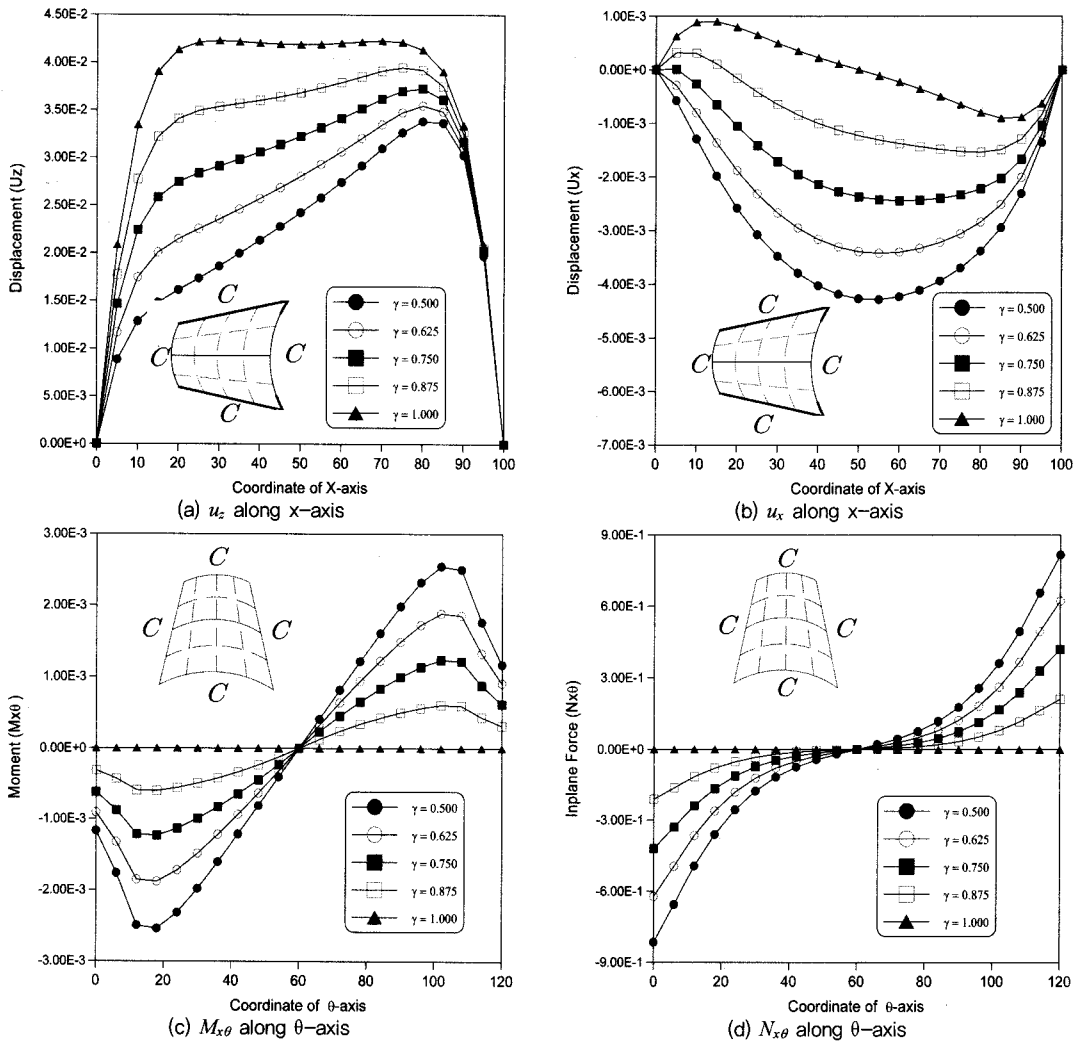 4.50E-2
4.00E-2
3.50E-2
3.00E-2
2.50E-2
2.00E-2
1.50E-2
1.00E-2
5.00E-3
0.00E+0
Displacement (Uz)
0 10 20 30 40 50 60 70 80 90 100
Coordinate of X-axis
C
C
C
C
γ = 0.500
γ = 0.625
γ = 0.750
γ = 0.875
γ = 1.000
(a) u_z along x-axis
1.00E-3
0.00E+0
-1.00E-3
-2.00E-3
-3.00E-3
-4.00E-3
-5.00E-3
-6.00E-3
-7.00E-3
Displacement (Ux)
0 10 20 30 40 50 60 70 80 90 100
Coordinate of X-axis
C
C
C
C
γ = 0.500
γ = 0.625
γ = 0.750
γ = 0.875
γ = 1.000
(b) u_x along x-axis
3.00E-3
2.00E-3
1.00E-3
0.00E+0
-1.00E-3
-2.00E-3
-3.00E-3
Moment (Mxθ)
0 20 40 60 80 100 120
Coordinate of θ-axis
C
C
C
C
γ = 0.500
γ = 0.625
γ = 0.750
γ = 0.875
γ = 1.000
(c) M_xθ along θ-axis
9.00E-1
6.00E-1
3.00E-1
0.00E+0
-3.00E-1
-6.00E-1
-9.00E-1
Inplane Force (Nxθ)
0 20 40 60 80 100 120
Coordinate of θ-axis
C
C
C
C
γ = 0.500
γ = 0.625
γ = 0.750
γ = 0.875
γ = 1.000
(d) N_xθ along θ-axis